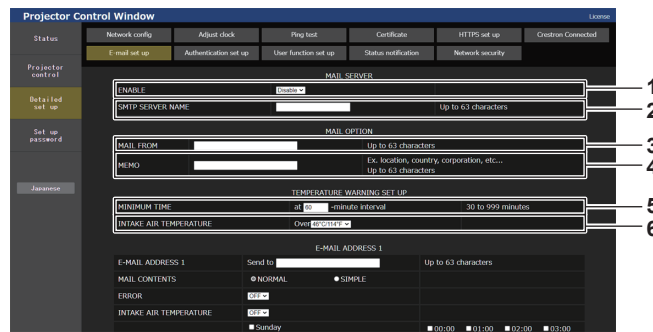 Projector Control Window
License
Status
Projector control
Detailed set up
Set up password
Japanese
Network config Adjust clock Ping test Certificate HTTPS set up Crestron Connected
E-mail set up Authentication set up User function set up Status notification Network security
MAIL SERVER
ENABLE Disable 1
SMTP SERVER NAME Up to 63 characters 2
MAIL OPTION
MAIL FROM Up to 63 characters 3
MEMO Ex. location, country, corporation, etc... 4
Up to 63 characters
TEMPERATURE WARNING SET UP
MINIMUM TIME at 60 -minute interval 30 to 999 minutes 5
INTAKE AIR TEMPERATURE Over 46°C/114°F 6
E-MAIL ADDRESS 1
E-MAIL ADDRESS 1 Send to Up to 63 characters
MAIL CONTENTS NORMAL SIMPLE
ERROR OFF
INTAKE AIR TEMPERATURE OFF
Sunday 00:00 01:00 02:00 03:00